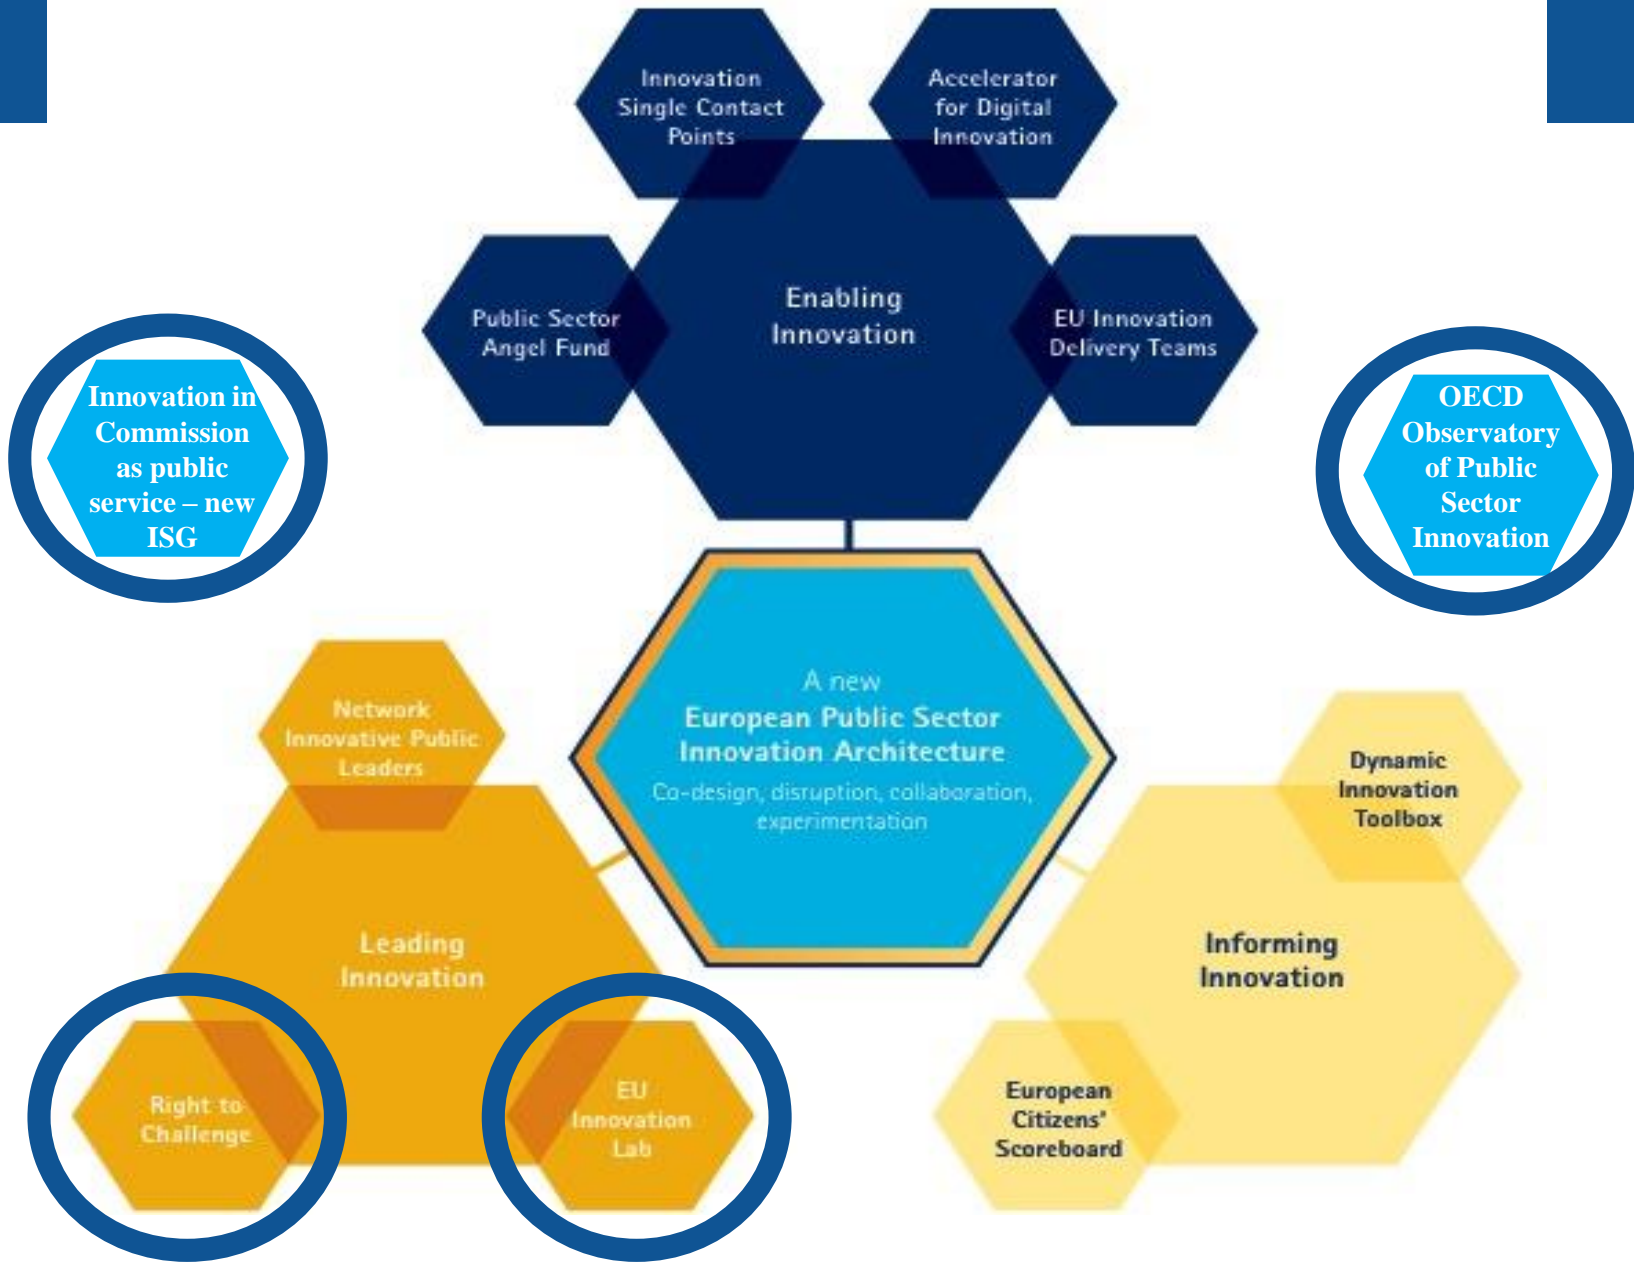 Innovation
Single Contact
Points
Accelerator
for Digital
Innovation
Public Sector
Angel Fund
Enabling
Innovation
EU Innovation
Delivery Teams
Innovation in
Commission
as public
service – new
ISG
OECD
Observatory
of Public
Sector
Innovation
A new
European Public Sector
Innovation Architecture
Co-design, disruption, collaboration,
experimentation
Network
Innovative Public
Leaders
Leading
Innovation
Right to
Challenge
EU
Innovation
Lab
Dynamic
Innovation
Toolbox
Informing
Innovation
European
Citizens'
Scoreboard